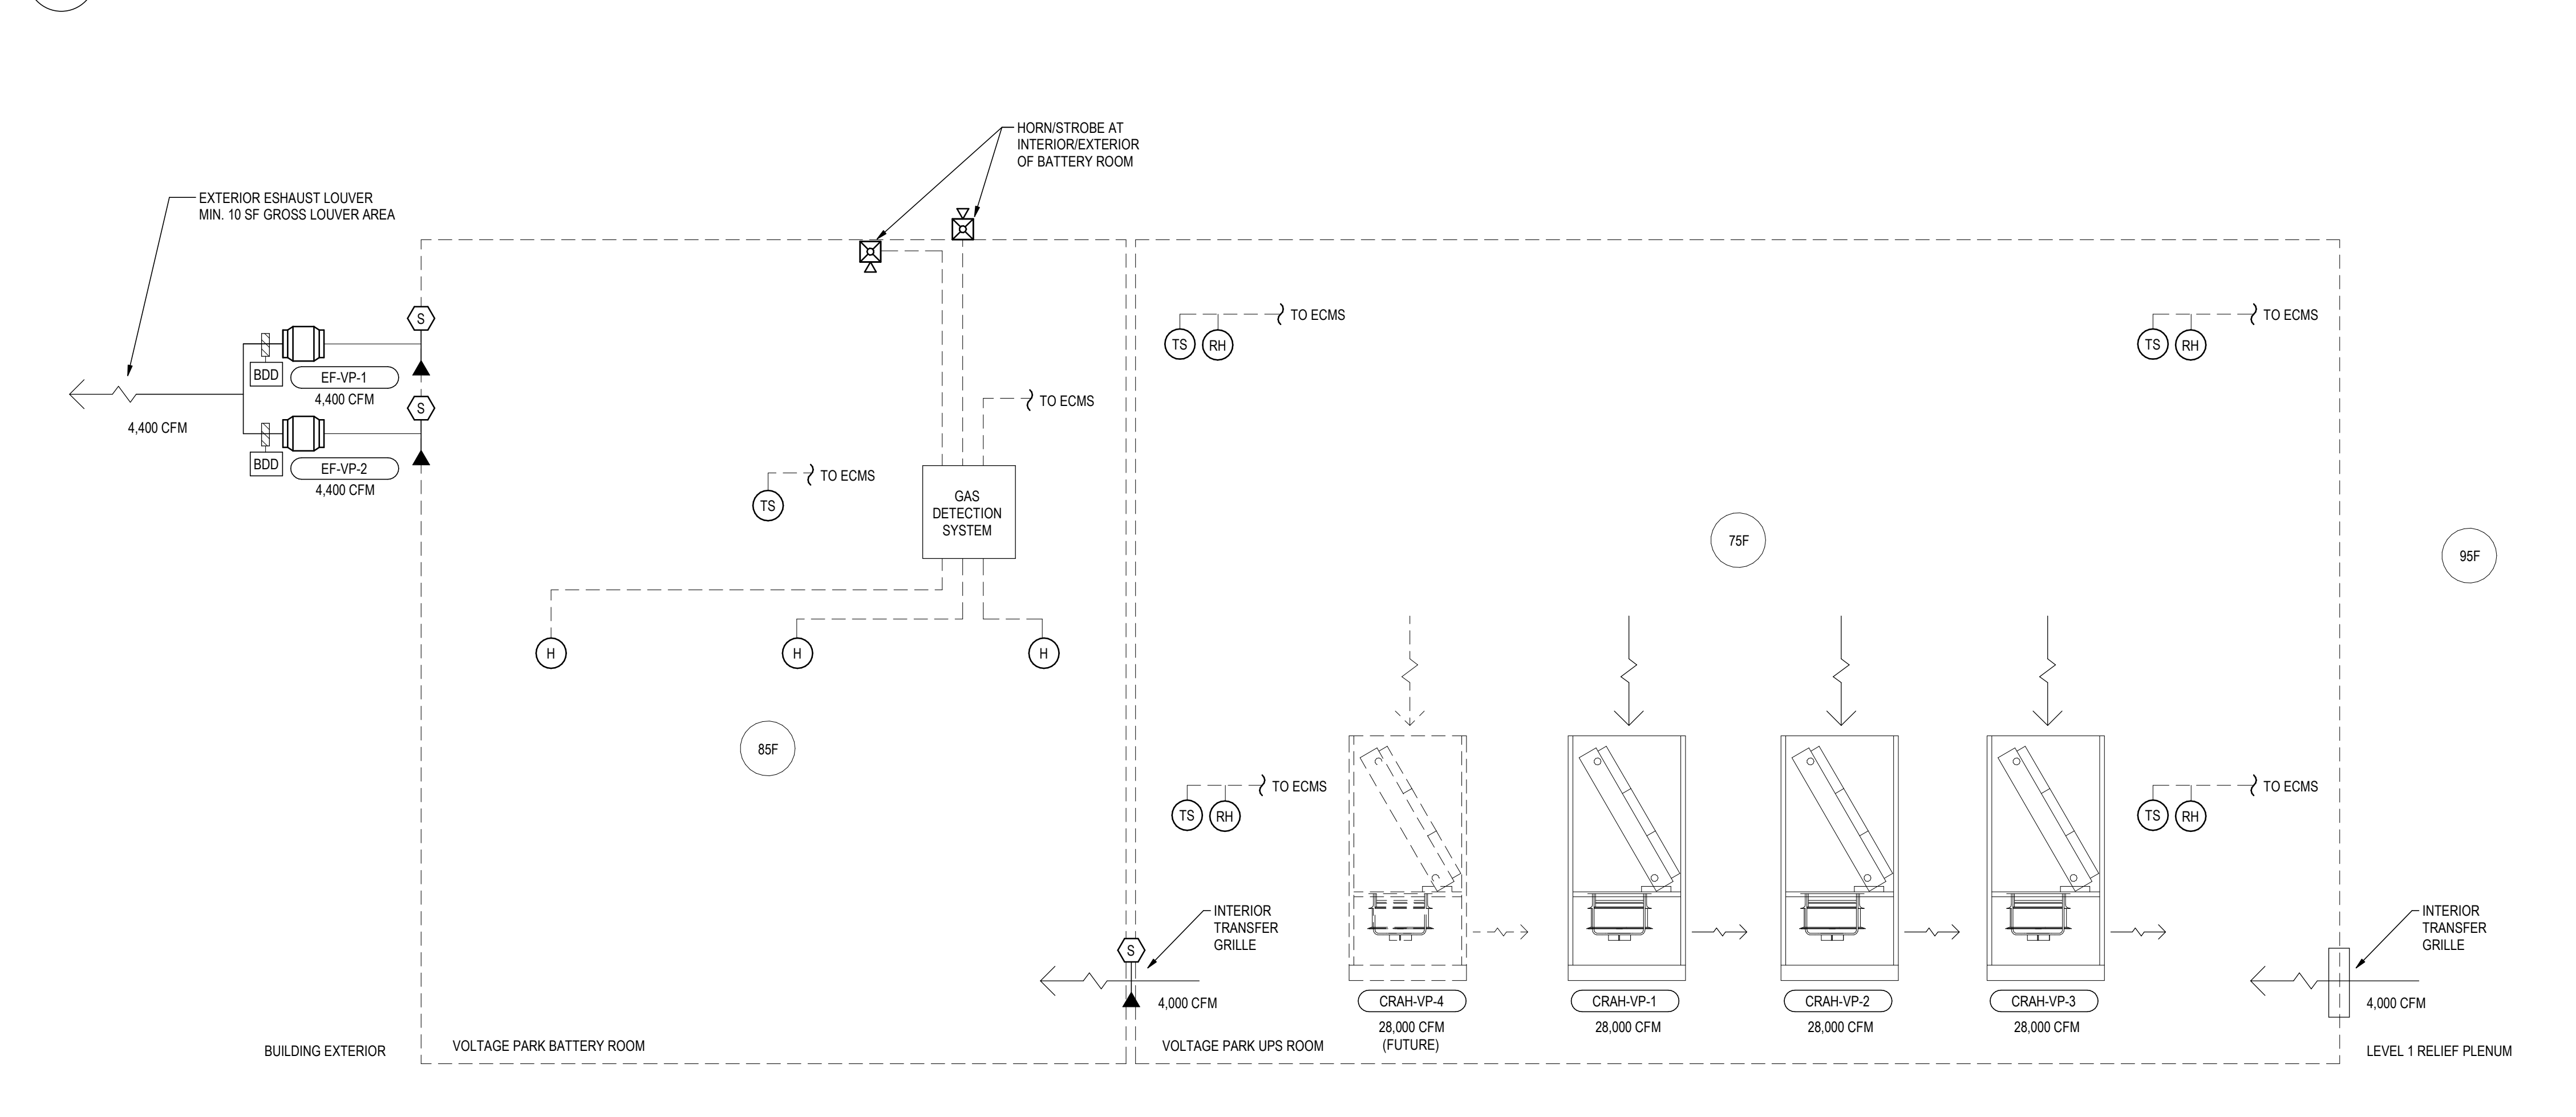 HORN/STROBE AT
INTERIOR/EXTERIOR
OF BATTERY ROOM
EXTERIOR ESHAUST LOUVER
MIN. 10 SF GROSS LOUVER AREA
S
BDD
EF-VP-1
4,400 CFM
S
4,400 CFM
BDD
EF-VP-2
4,400 CFM
TO ECMS
TS
TO ECMS
GAS
DETECTION
SYSTEM
H
H
H
85F
TS
RH
TO ECMS
TS
RH
TO ECMS
75F
95F
TS
RH
TO ECMS
TS
RH
TO ECMS
INTERIOR
TRANSFER
GRILLE
S
4,000 CFM
CRAH-VP-4
28,000 CFM
(FUTURE)
CRAH-VP-1
28,000 CFM
CRAH-VP-2
28,000 CFM
CRAH-VP-3
28,000 CFM
INTERIOR
TRANSFER
GRILLE
4,000 CFM
BUILDING EXTERIOR
VOLTAGE PARK BATTERY ROOM
VOLTAGE PARK UPS ROOM
LEVEL 1 RELIEF PLENUM